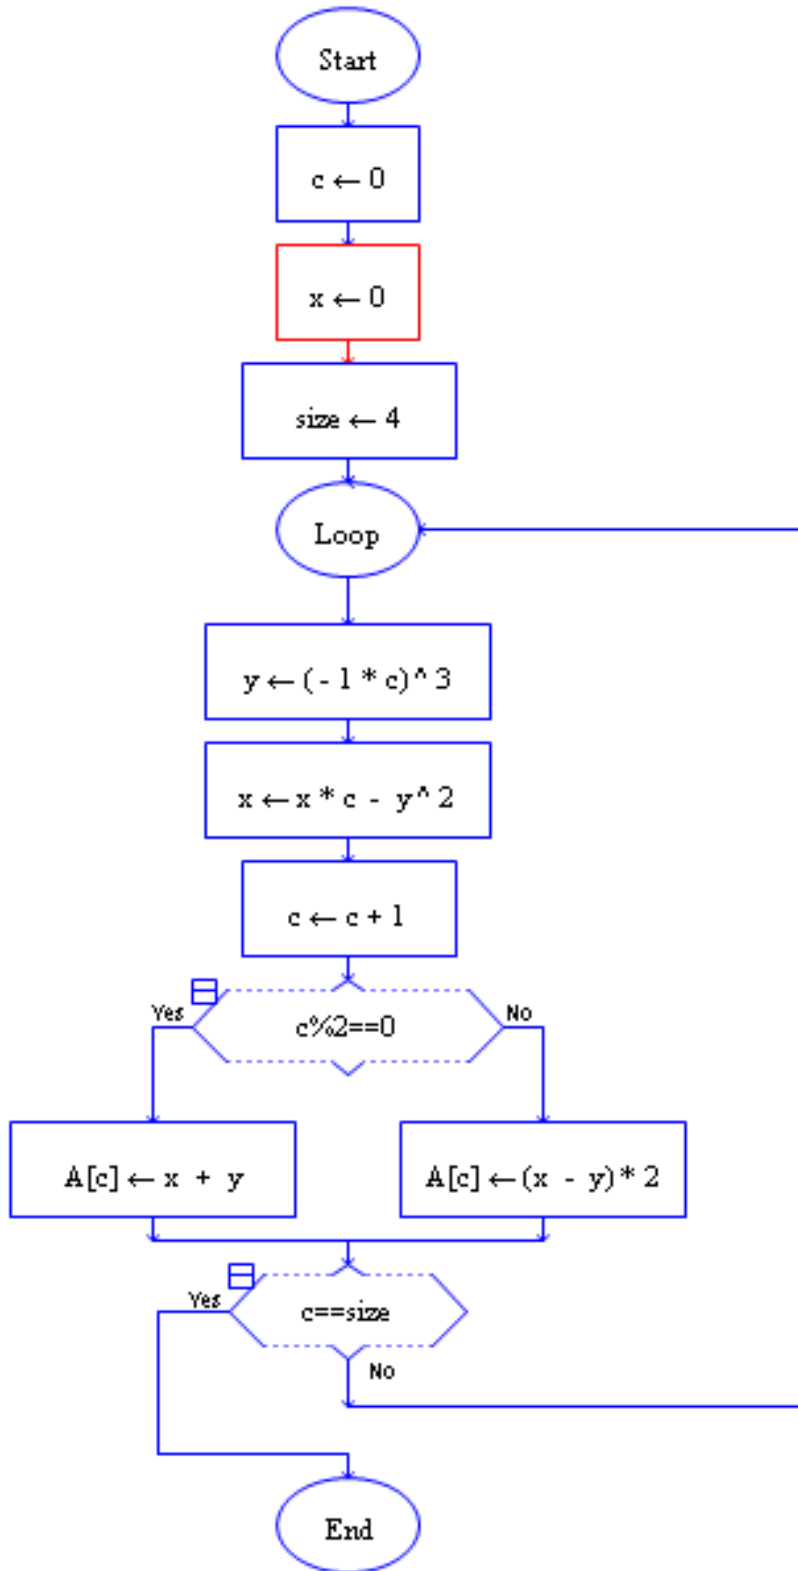 Start
c ← 0
x ← 0
size ← 4
Loop
y ← (- 1 * c)^ 3
x ← x * c - y^ 2
c ← c + 1
Yes
c%2==0
No
A[c] ← x + y
A[c] ← (x - y)* 2
Yes
c==size
No
End